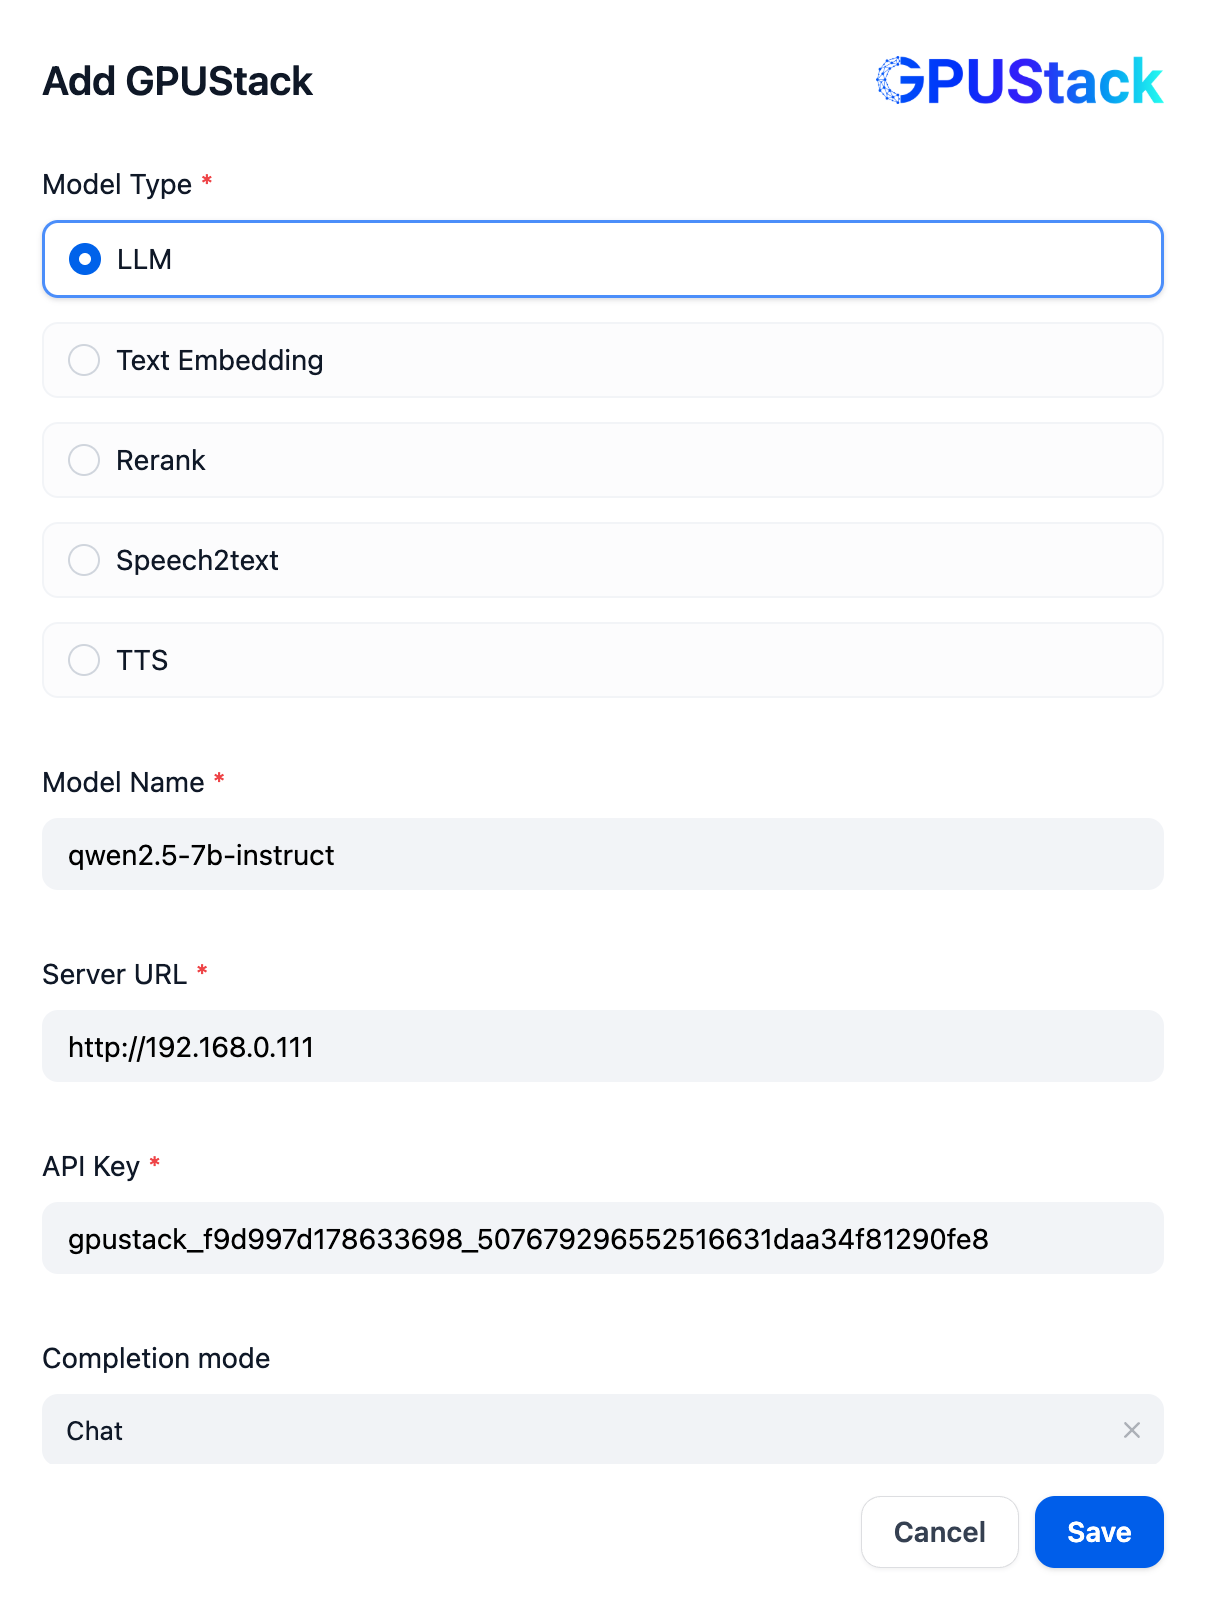 Add GPUStack
GPUStack
Model Type *
LLM
Text Embedding
Rerank
Speech2text
TTS
Model Name *
qwen2.5-7b-instruct
Server URL *
http://192.168.0.111
API Key *
gpustack_f9d997d178633698_507679296552516631daa34f81290fe8
Completion mode
Chat
Cancel
Save